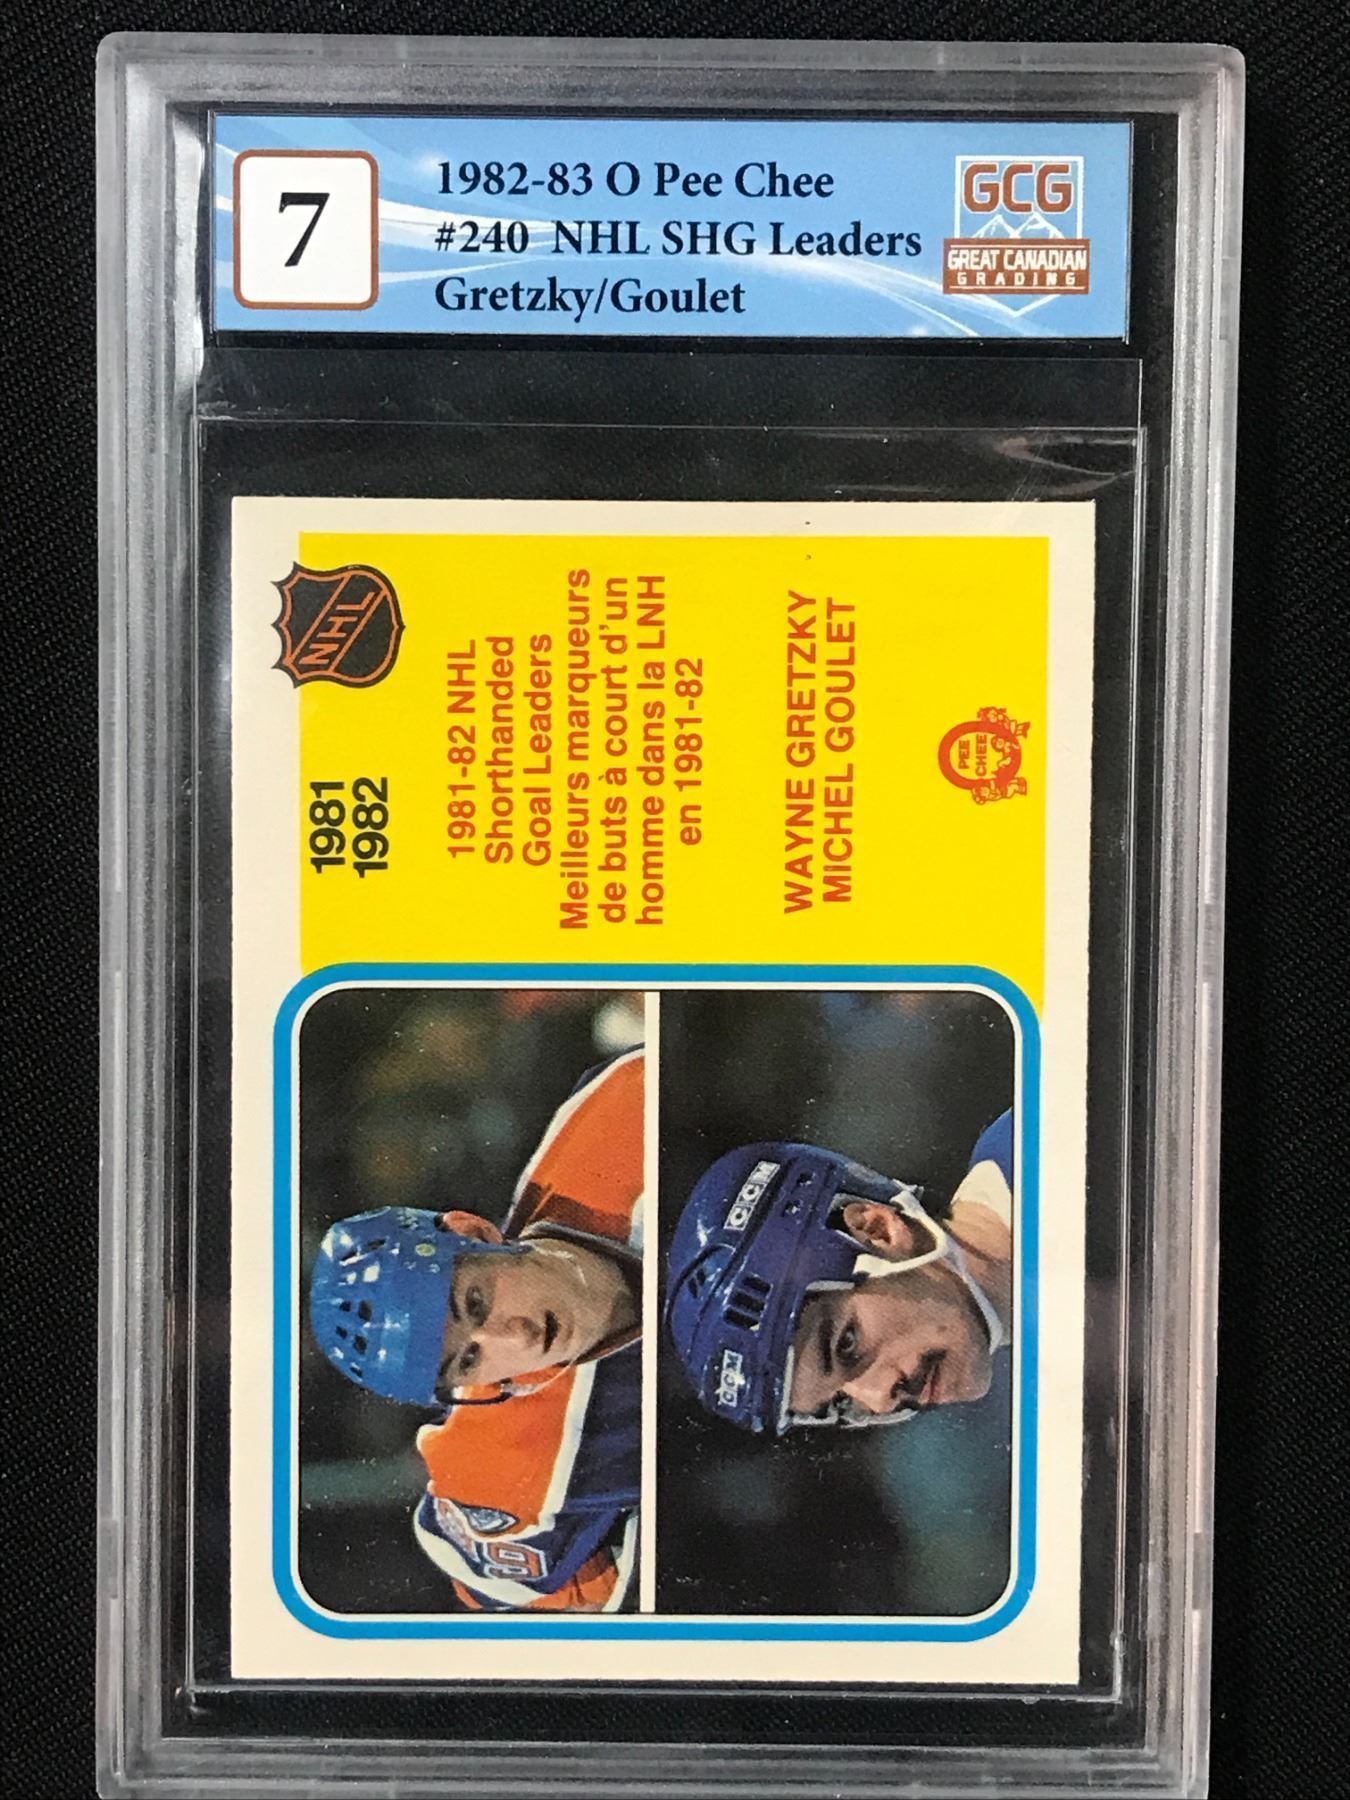 7
1982-83 O Pee Chee
#240 NHL SHG Leaders
Gretzky/Goulet
GCG
GREAT CANADIAN
GRADING
NHL
1981
1982
1981-82 NHL
Shorthanded
Goal Leaders
Meilleurs marqueurs
de buts à court d'un
homme dans la LNH
en 1981-82
WAYNE GRETZKY
MICHEL GOULET
O
PEE
CHEE
CCM
CCM